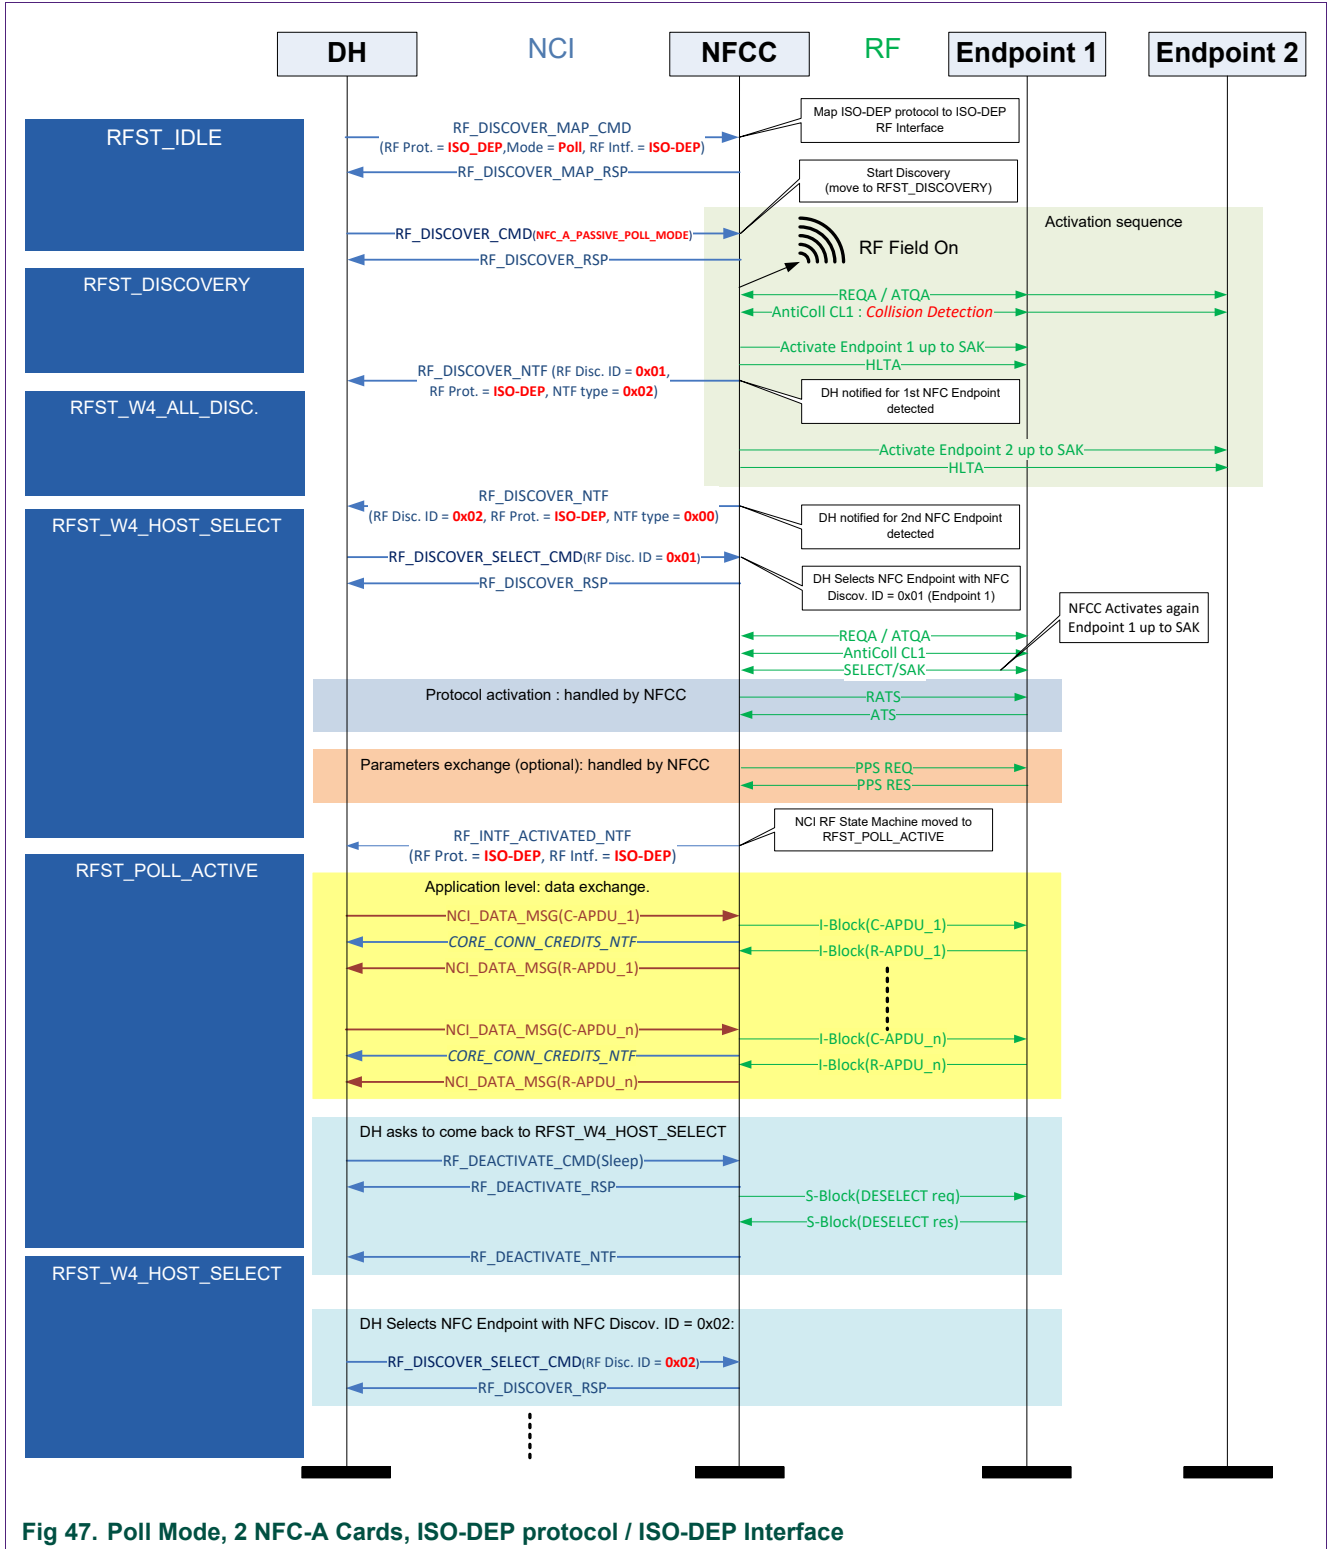 DH
NCI
NFCC
RF
Endpoint 1
Endpoint 2
RFST_IDLE
RF_DISCOVER_MAP_CMD
(RF Prot. = ISO_DEP,Mode = Poll, RF Intf. = ISO-DEP)
Map ISO-DEP protocol to ISO-DEP
RF Interface
RF_DISCOVER_MAP_RSP
Start Discovery
(move to RFST_DISCOVERY)
Activation sequence
RF_DISCOVER_CMD(NFC_A_PASSIVE_POLL_MODE)
RF Field On
RF_DISCOVER_RSP
RFST_DISCOVERY
REQA / ATQA
AntiColl CL1 : Collision Detection
Activate Endpoint 1 up to SAK
HLTA
RF_DISCOVER_NTF (RF Disc. ID = 0x01,
RF Prot. = ISO-DEP, NTF type = 0x02)
DH notified for 1st NFC Endpoint
detected
RFST_W4_ALL_DISC.
Activate Endpoint 2 up to SAK
HLTA
RF_DISCOVER_NTF
(RF Disc. ID = 0x02, RF Prot. = ISO-DEP, NTF type = 0x00)
DH notified for 2nd NFC Endpoint
detected
RFST_W4_HOST_SELECT
RF_DISCOVER_SELECT_CMD(RF Disc. ID = 0x01)
RF_DISCOVER_RSP
DH Selects NFC Endpoint with NFC
Discov. ID = 0x01 (Endpoint 1)
NFCC Activates again
Endpoint 1 up to SAK
REQA / ATQA
AntiColl CL1
SELECT/SAK
Protocol activation : handled by NFCC
RATS
ATS
Parameters exchange (optional): handled by NFCC
PPS REQ
PPS RES
NCI RF State Machine moved to
RFST_POLL_ACTIVE
RF_INTF_ACTIVATED_NTF
(RF Prot. = ISO-DEP, RF Intf. = ISO-DEP)
RFST_POLL_ACTIVE
Application level: data exchange.
NCI_DATA_MSG(C-APDU_1)
I-Block(C-APDU_1)
CORE_CONN_CREDITS_NTF
I-Block(R-APDU_1)
NCI_DATA_MSG(R-APDU_1)
NCI_DATA_MSG(C-APDU_n)
I-Block(C-APDU_n)
CORE_CONN_CREDITS_NTF
I-Block(R-APDU_n)
NCI_DATA_MSG(R-APDU_n)
DH asks to come back to RFST_W4_HOST_SELECT
RF_DEACTIVATE_CMD(Sleep)
RF_DEACTIVATE_RSP
S-Block(DESELECT req)
S-Block(DESELECT res)
RF_DEACTIVATE_NTF
RFST_W4_HOST_SELECT
DH Selects NFC Endpoint with NFC Discov. ID = 0x02:
RF_DISCOVER_SELECT_CMD(RF Disc. ID = 0x02)
RF_DISCOVER_RSP
Fig 47. Poll Mode, 2 NFC-A Cards, ISO-DEP protocol / ISO-DEP Interface